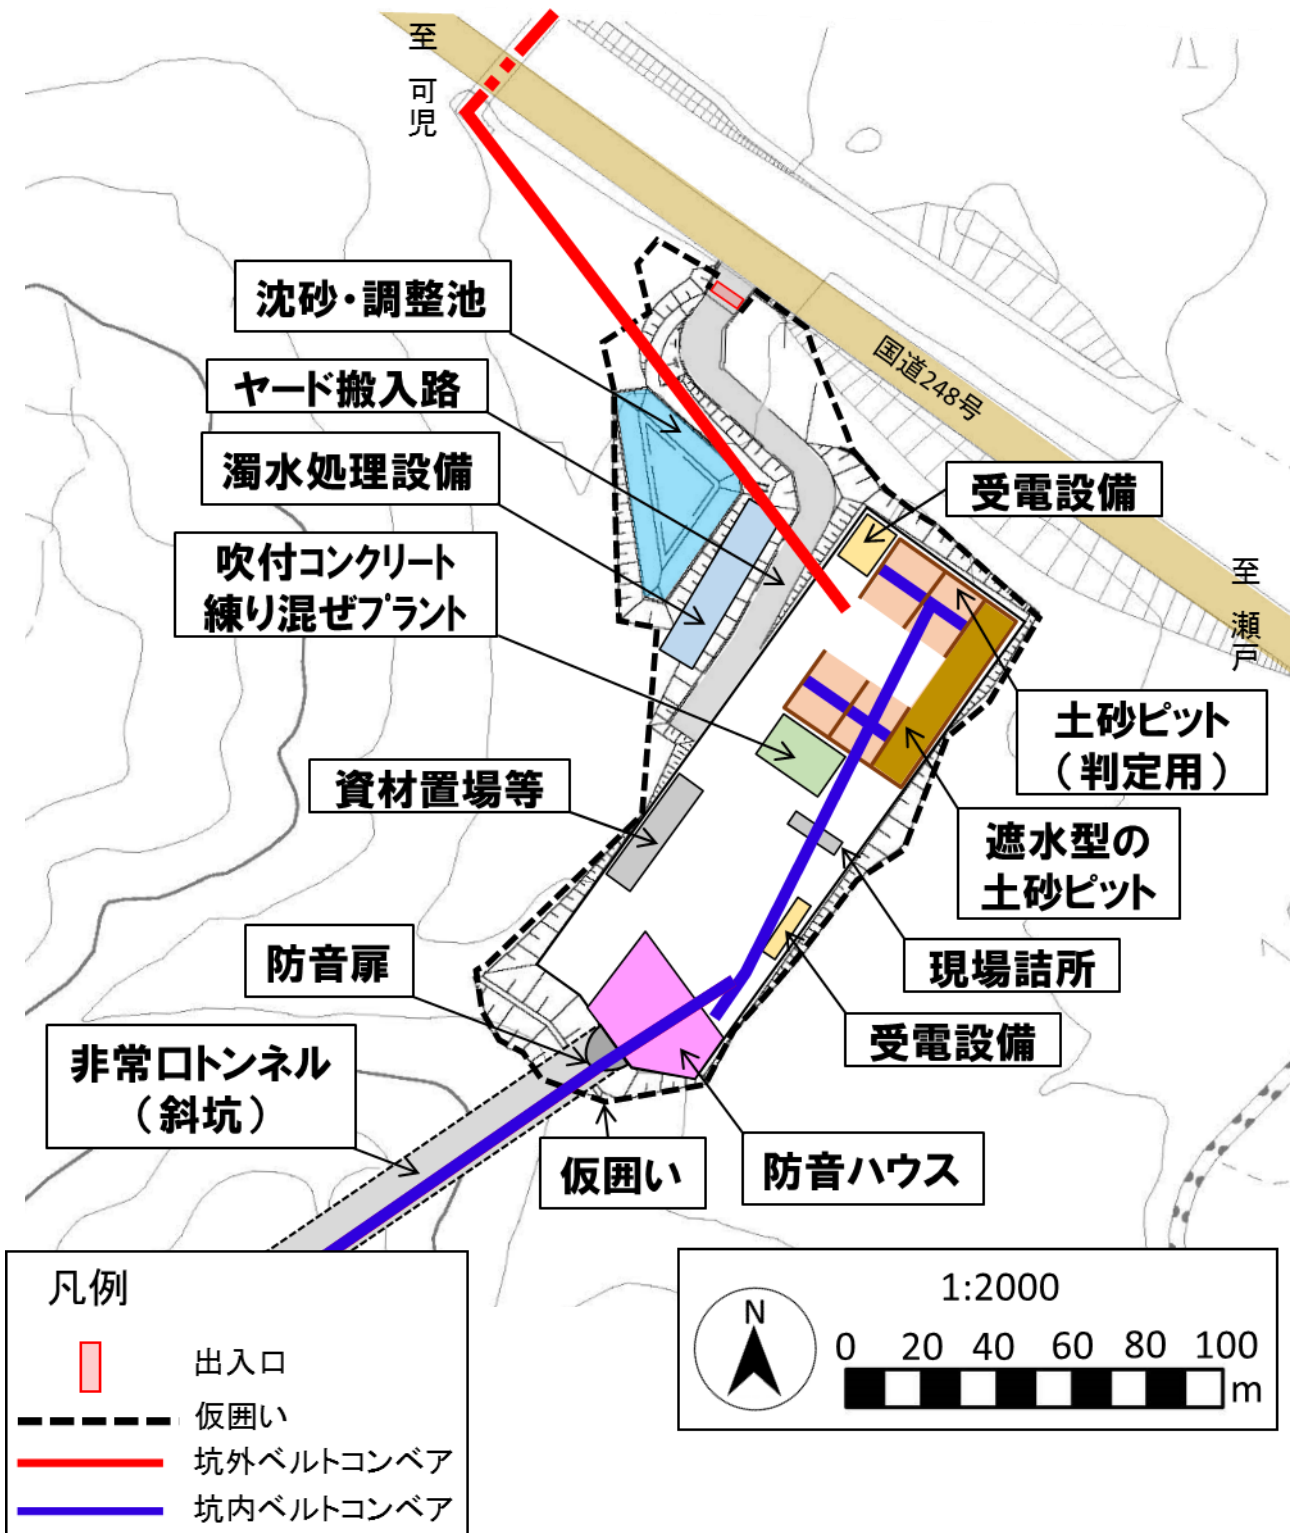 至 可児
沈砂・調整池
ヤード搬入路
濁水処理設備
吹付コンクリート
練り混ぜプラント
国道248号
受電設備
至 瀬戸
土砂ピット
（判定用）
資材置場等
遮水型の
土砂ピット
防音扉
現場詰所
受電設備
非常口トンネル
（斜坑）
仮囲い
防音ハウス
凡例
出入口
仮囲い
坑外ベルトコンベア
坑内ベルトコンベア
1:2000
N
0 20 40 60 80 100
m